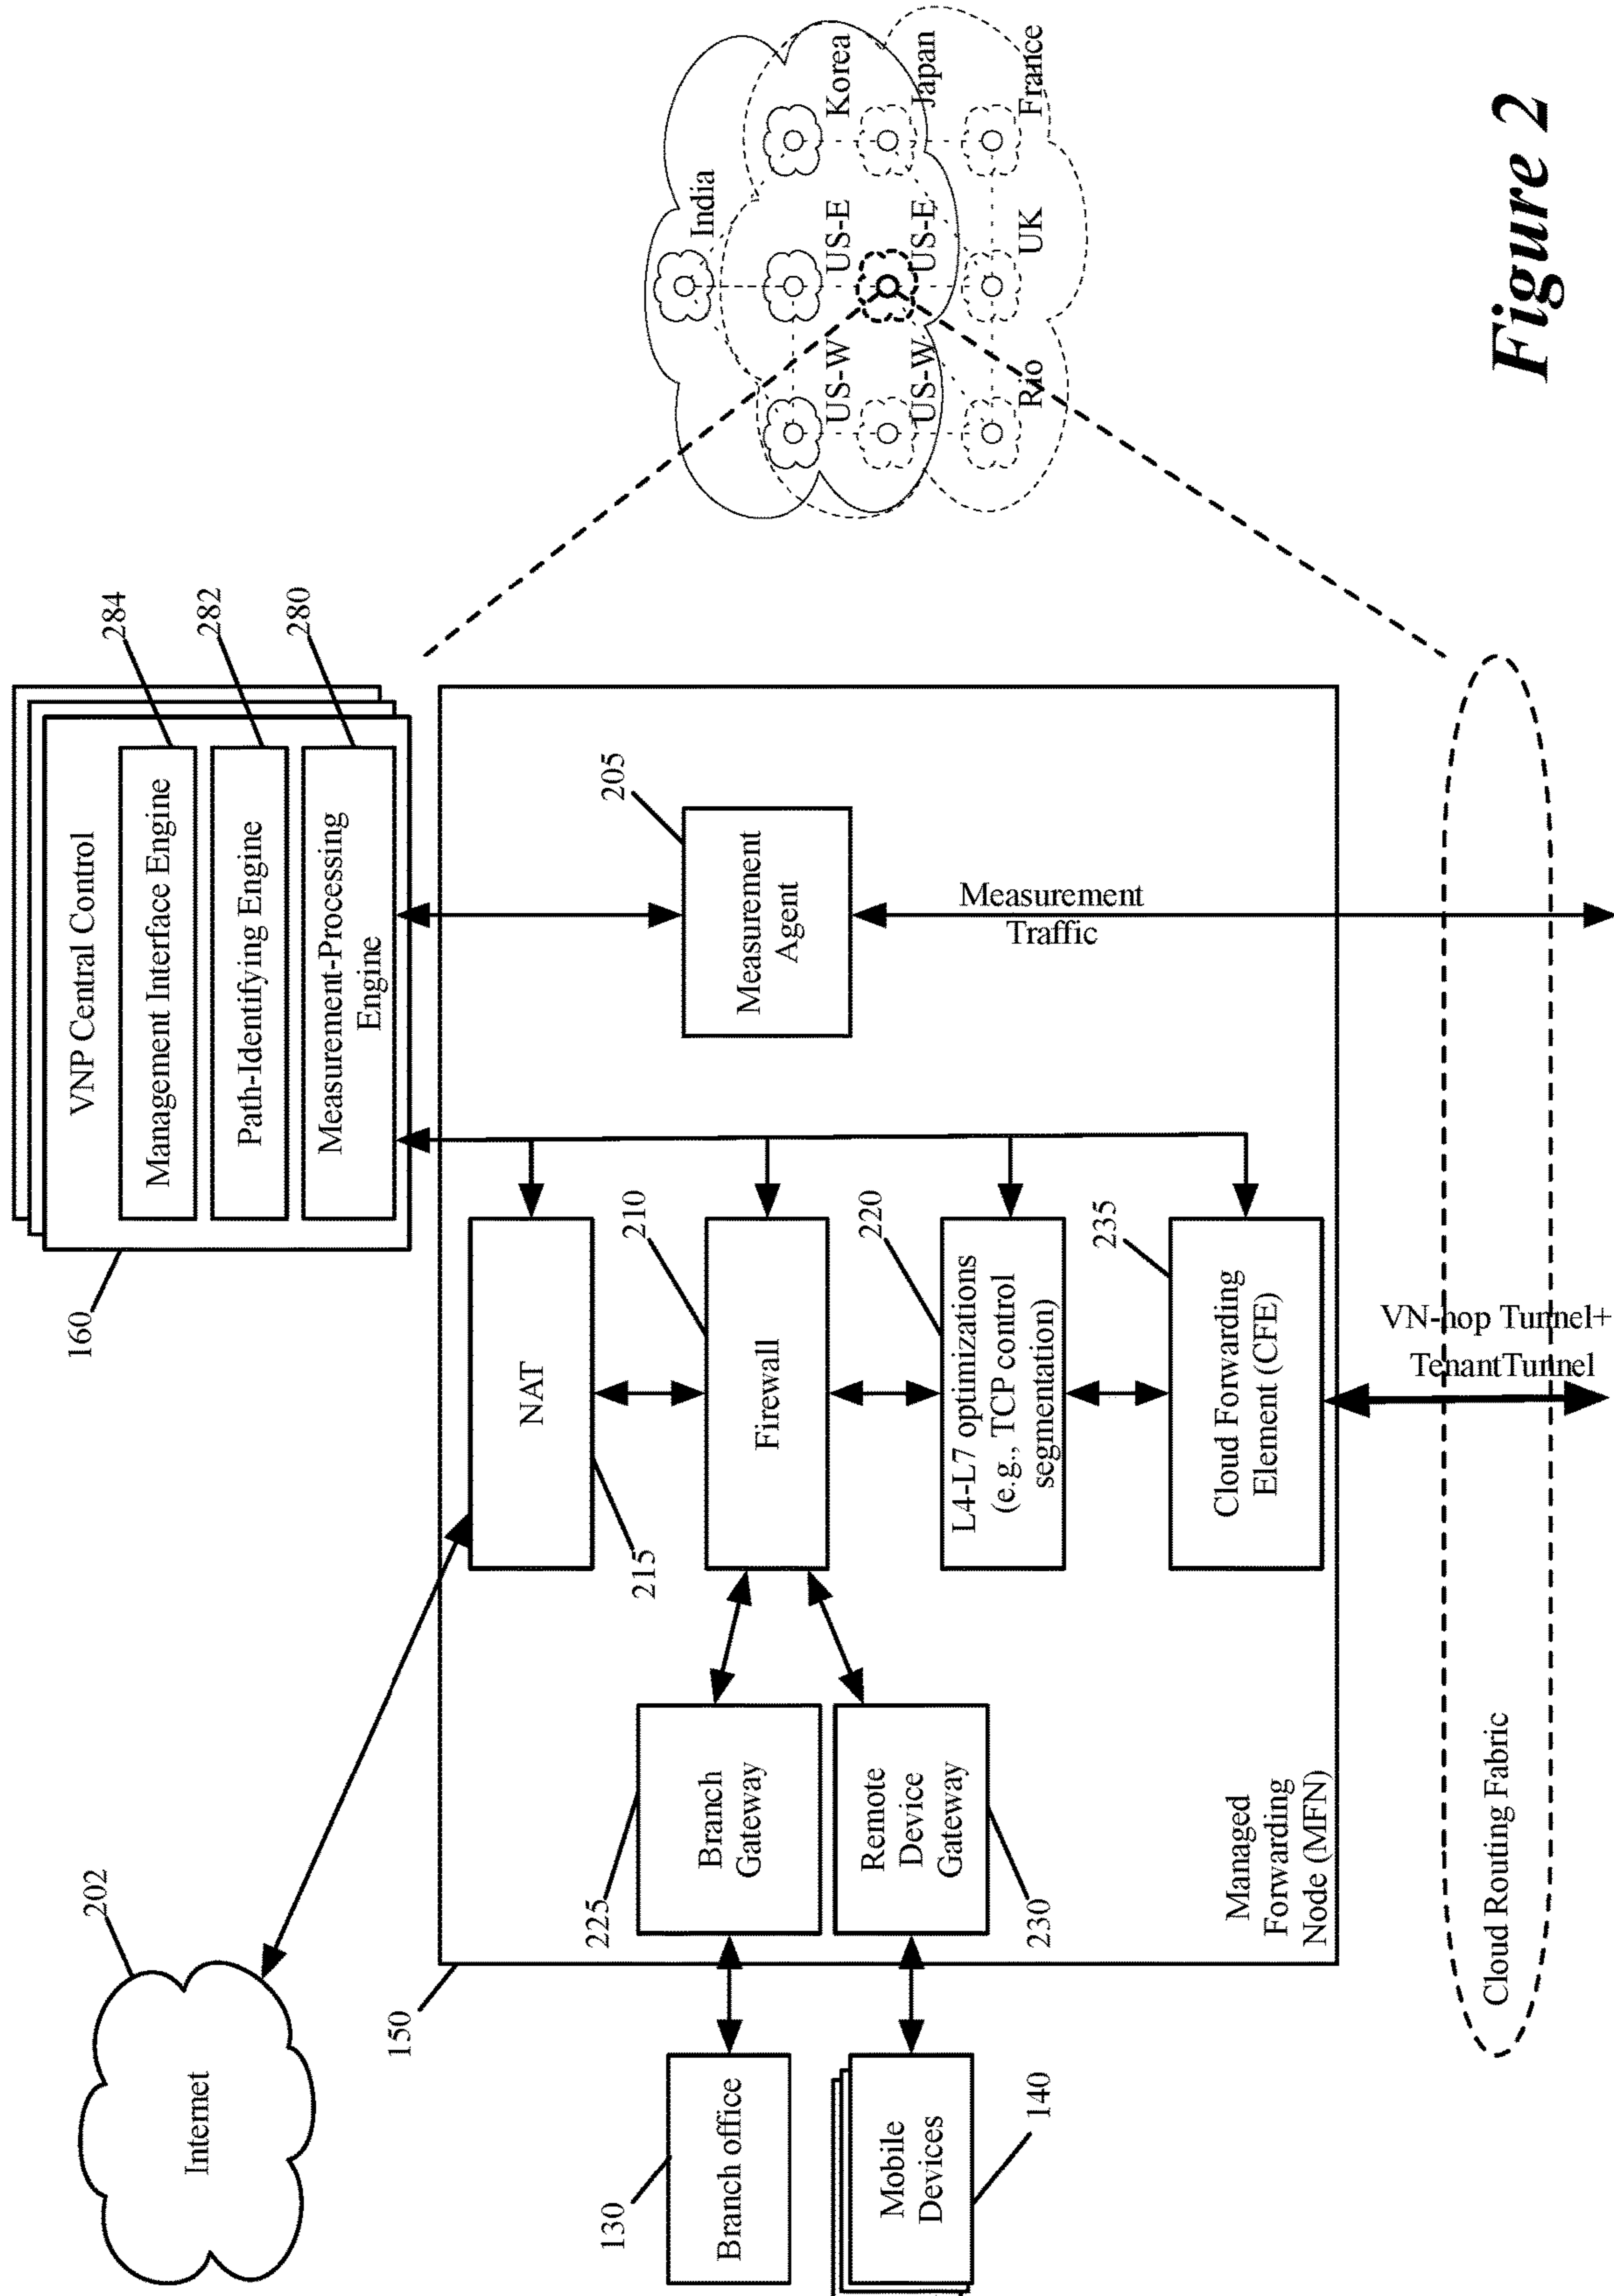 Internet
202
160
VNP Central Control
Management Interface Engine
Path-Identifying Engine
Measurement-Processing
Engine
284
282
280
150
NAT
215
Branch office
130
Branch
Gateway
225
Firewall
210
Measurement
Agent
205
Mobile
Devices
140
Remote
Device
Gateway
230
L4-L7 optimizations
(e.g., TCP control
segmentation)
220
Measurement
Traffic
Cloud Forwarding
Element (CFE)
235
Managed
Forwarding
Node (MFN)
VN-hop Tunnel+
TenantTunnel
Cloud Routing Fabric
India
US-W
US-E
Korea
US-W
US-E
Japan
Rio
UK
France
Figure 2